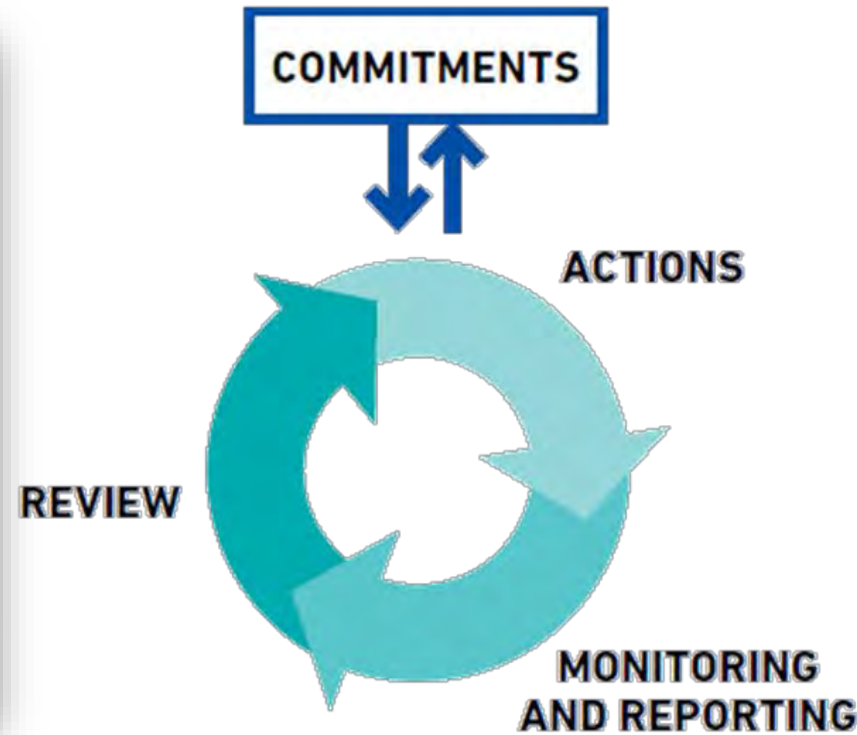 COMMITMENTS
ACTIONS
REVIEW
MONITORING
AND REPORTING